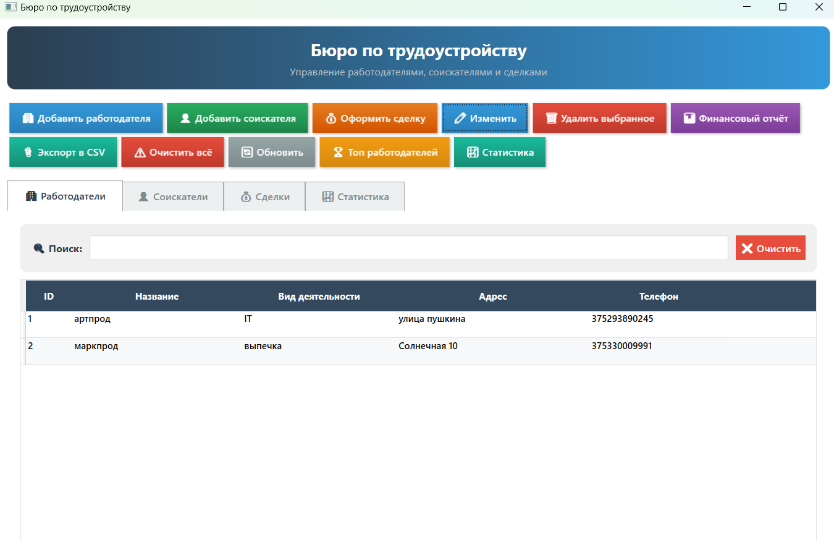 Бюро по трудоустройству
Бюро по трудоустройству
Управление работодателями, соискателями и сделками
Добавить работодателя Добавить соискателя Оформить сделку Изменить Удалить выбранное Финансовый отчёт
Экспорт в CSV Очистить всё Обновить Топ работодателей Статистика
Работодатели Соискатели Сделки Статистика
Поиск: Очистить
ID Название Вид деятельности Адрес Телефон
1 артпрод IT улица пушкина 375293890245
2 маркпрод выпечка Солнечная 10 375330009991